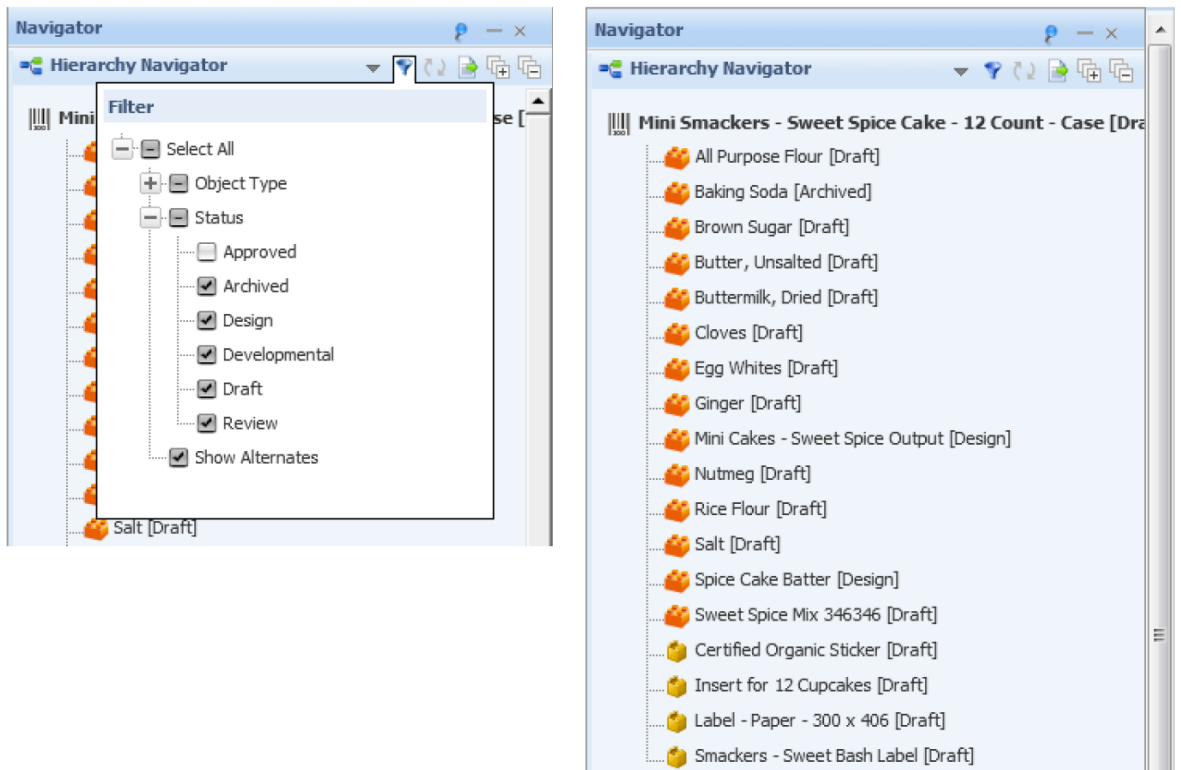 Navigator
Hierarchy Navigator
Mini
se [
Filter
Select All
Object Type
Status
Approved
Archived
Design
Developmental
Draft
Review
Show Alternates
Salt [Draft]
Navigator
Hierarchy Navigator
Mini Smackers - Sweet Spice Cake - 12 Count - Case [Dra
All Purpose Flour [Draft]
Baking Soda [Archived]
Brown Sugar [Draft]
Butter, Unsalted [Draft]
Buttermilk, Dried [Draft]
Cloves [Draft]
Egg Whites [Draft]
Ginger [Draft]
Mini Cakes - Sweet Spice Output [Design]
Nutmeg [Draft]
Rice Flour [Draft]
Salt [Draft]
Spice Cake Batter [Design]
Sweet Spice Mix 346346 [Draft]
Certified Organic Sticker [Draft]
Insert for 12 Cupcakes [Draft]
Label - Paper - 300 x 406 [Draft]
Smackers - Sweet Bash Label [Draft]